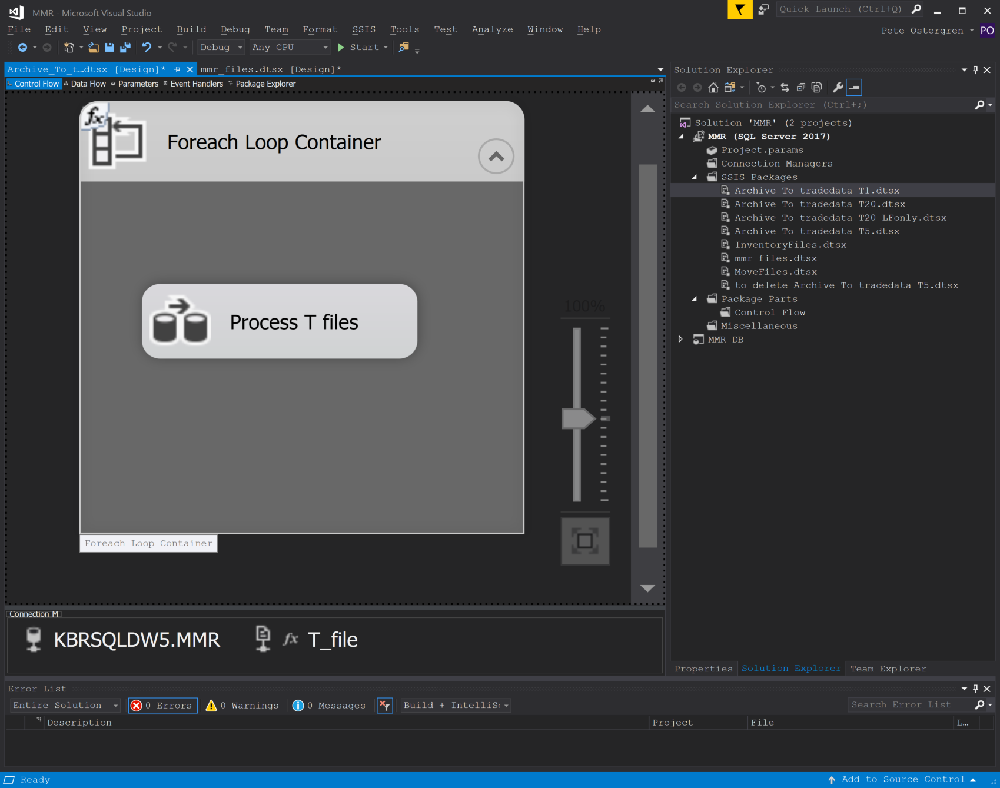 MMR - Microsoft Visual Studio
Quick Launch (Ctrl+Q)
File Edit View Project Build Debug Team Format SSIS Tools Test Analyze Window Help
Pete Ostergren PO
Debug Any CPU Start
Archive_To_t...dtsx [Design]* mmr_files.dtsx [Design]*
Control Flow Data Flow Parameters Event Handlers Package Explorer
fx
Foreach Loop Container
Process T files
100%
Foreach Loop Container
Connection M
KBRSQLDW5.MMR fx T_file
Solution Explorer
Search Solution Explorer (Ctrl+;)
Solution 'MMR' (2 projects)
MMR (SQL Server 2017)
Project.params
Connection Managers
SSIS Packages
Archive To tradedata T1.dtsx
Archive To tradedata T20.dtsx
Archive To tradedata T20 LFonly.dtsx
Archive To tradedata T5.dtsx
InventoryFiles.dtsx
mmr files.dtsx
MoveFiles.dtsx
to delete Archive To tradedata T5.dtsx
Package Parts
Control Flow
Miscellaneous
MMR DB
Properties Solution Explorer Team Explorer
Error List
Entire Solution 0 Errors 0 Warnings 0 Messages Build + IntelliS
Search Error List
Description Project File L...
Ready
Add to Source Control